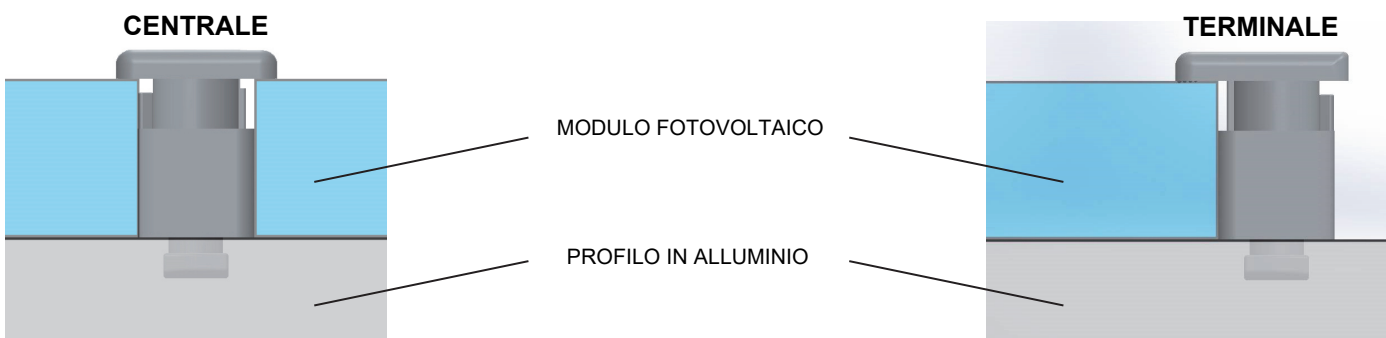 CENTRALE
TERMINALE
MODULO FOTOVOLTAICO
PROFILO IN ALLUMINIO